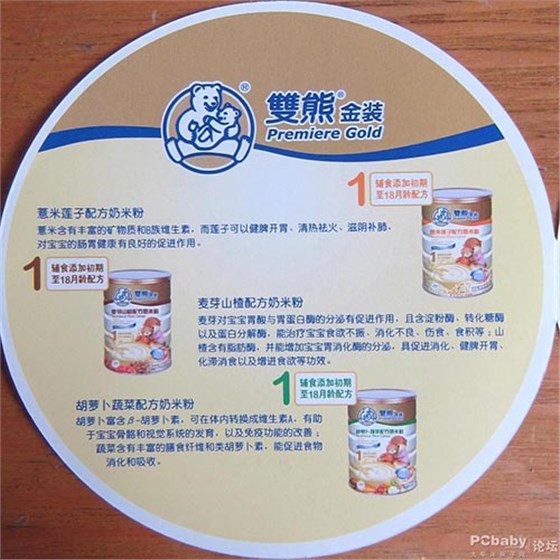 雙熊®金装
Premiere Gold
1 辅食添加初期
至18月龄配方
薏米莲子配方奶米粉
薏米含有丰富的矿物质和B族维生素，而莲子可以健脾开胃、清热祛火、滋阴补肺，
对宝宝的肠胃健康有良好的促进作用。
1 辅食添加初期
至18月龄配方
麦芽山楂配方奶米粉
麦芽对宝宝胃酸与胃蛋白酶的分泌有促进作用，且含淀粉酶、转化糖酶
以及蛋白分解酶，能治疗宝宝食欲不振、消化不良、伤食、食积等；山
楂含有脂肪酶，并能增加宝宝胃消化酶的分泌，具促进消化、健脾开胃、
化滞消食以及增进食欲等功效。
1 辅食添加初期
至18月龄配方
胡萝卜蔬菜配方奶米粉
胡萝卜富含β-胡萝卜素，可在体内转换成维生素A，有助
于宝宝骨骼和视觉系统的发育，以及免疫功能的改善；
蔬菜含有丰富的膳食纤维和类胡萝卜素，能促进食物
消化和吸收。
雙熊金装
雙熊金装
雙熊金装
PCbaby 论坛